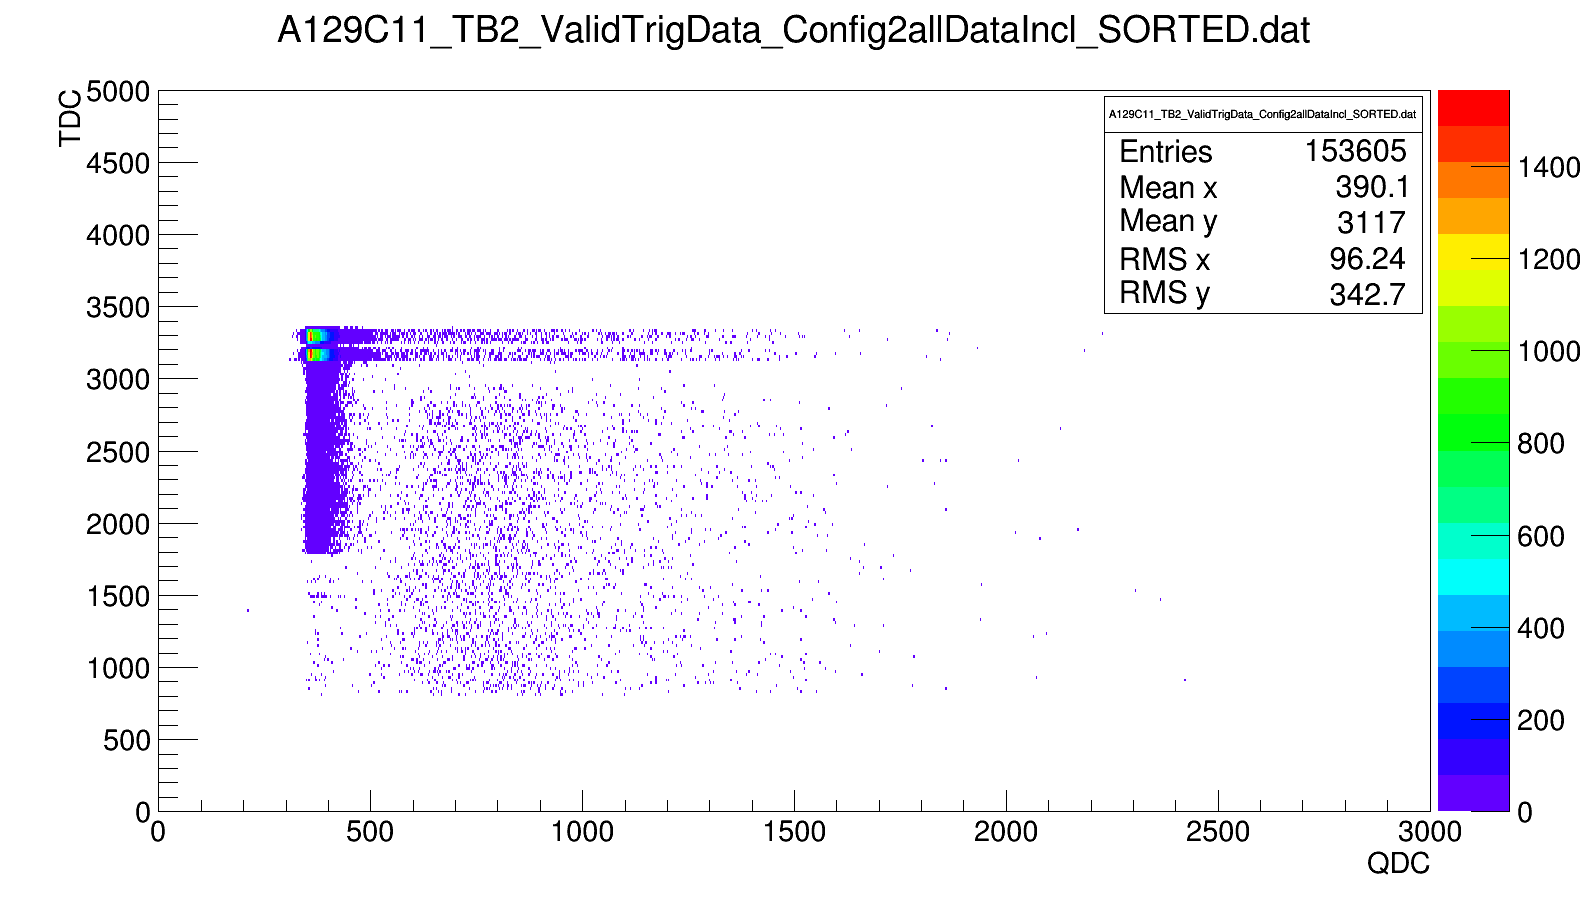 A129C11_TB2_ValidTrigData_Config2allDataIncl_SORTED.dat
TDC
5000
4500
4000
3500
3000
2500
2000
1500
1000
500
0
A129C11_TB2_ValidTrigData_Config2allDataIncl_SORTED.dat
Entries 153605
Mean x 390.1
Mean y 3117
RMS x 96.24
RMS y 342.7
1400
1200
1000
800
600
400
200
0
0 500 1000 1500 2000 2500 3000
QDC